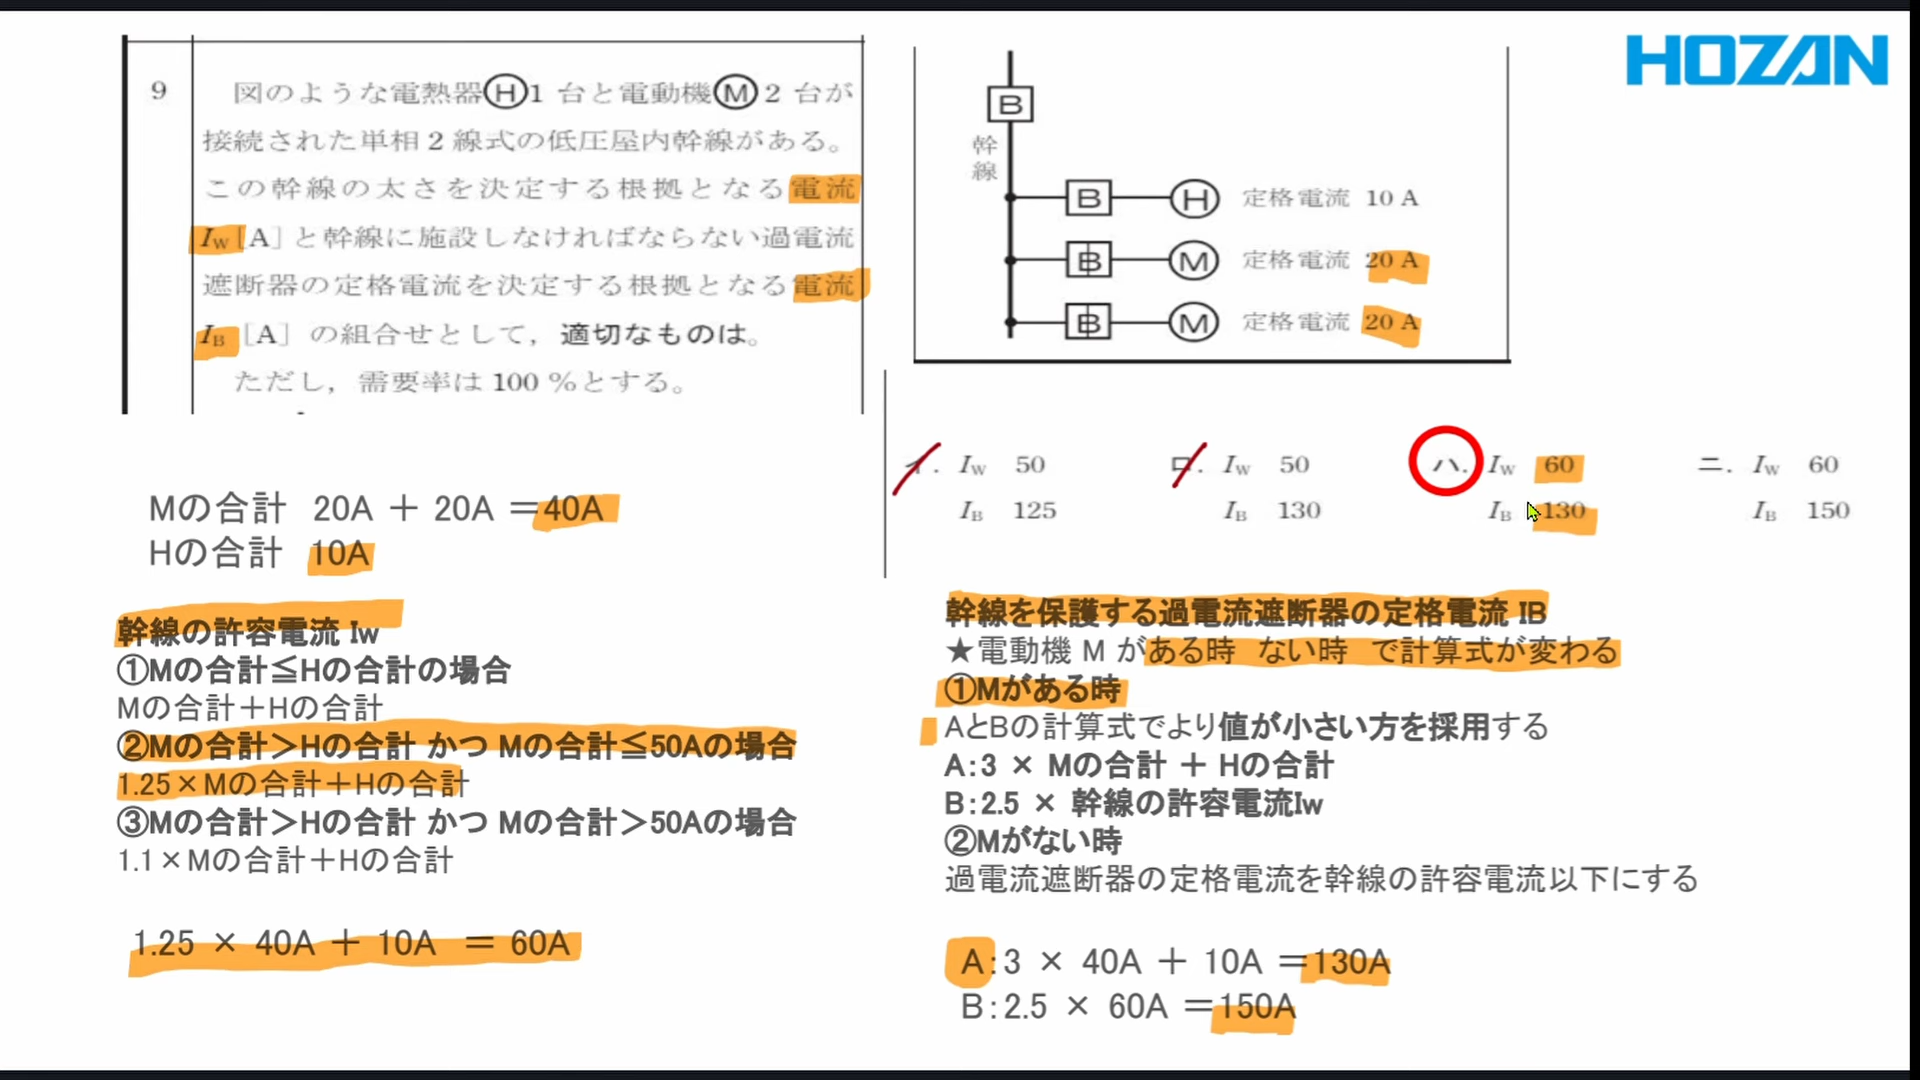 HOZAN
9
図のような電熱器Ⓗ1 台と電動機Ⓜ2 台が
接続された単相 2 線式の低圧屋内幹線がある。
この幹線の太さを決定する根拠となる電流
IW [A] と幹線に施設しなければならない過電流
遮断器の定格電流を決定する根拠となる電流
IB [A] の組合せとして，適切なものは。
ただし，需要率は 100 %とする。
B
幹線
B H 定格電流 10 A
B M 定格電流 20 A
B M 定格電流 20 A
イ. IW 50
IB 125
ロ. IW 50
IB 130
ハ. IW 60
IB 130
ニ. IW 60
IB 150
Mの合計 20A ＋ 20A ＝40A
Hの合計 10A
幹線の許容電流 Iw
①Mの合計≦Hの合計の場合
Mの合計＋Hの合計
②Mの合計＞Hの合計 かつ Mの合計≦50Aの場合
1.25×Mの合計＋Hの合計
③Mの合計＞Hの合計 かつ Mの合計＞50Aの場合
1.1×Mの合計＋Hの合計
1.25 × 40A ＋ 10A ＝ 60A
幹線を保護する過電流遮断器の定格電流 IB
★電動機 M がある時 ない時 で計算式が変わる
①Mがある時
AとBの計算式でより値が小さい方を採用する
A：3 × Mの合計 ＋ Hの合計
B：2.5 × 幹線の許容電流Iw
②Mがない時
過電流遮断器の定格電流を幹線の許容電流以下にする
A：3 × 40A ＋ 10A ＝130A
B：2.5 × 60A ＝150A